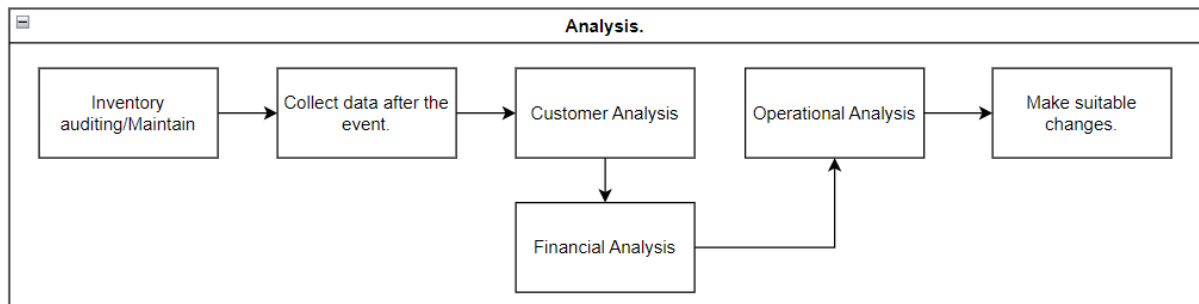 Analysis.
Inventory
auditing/Maintain
Collect data after the
event.
Customer Analysis
Financial Analysis
Operational Analysis
Make suitable
changes.